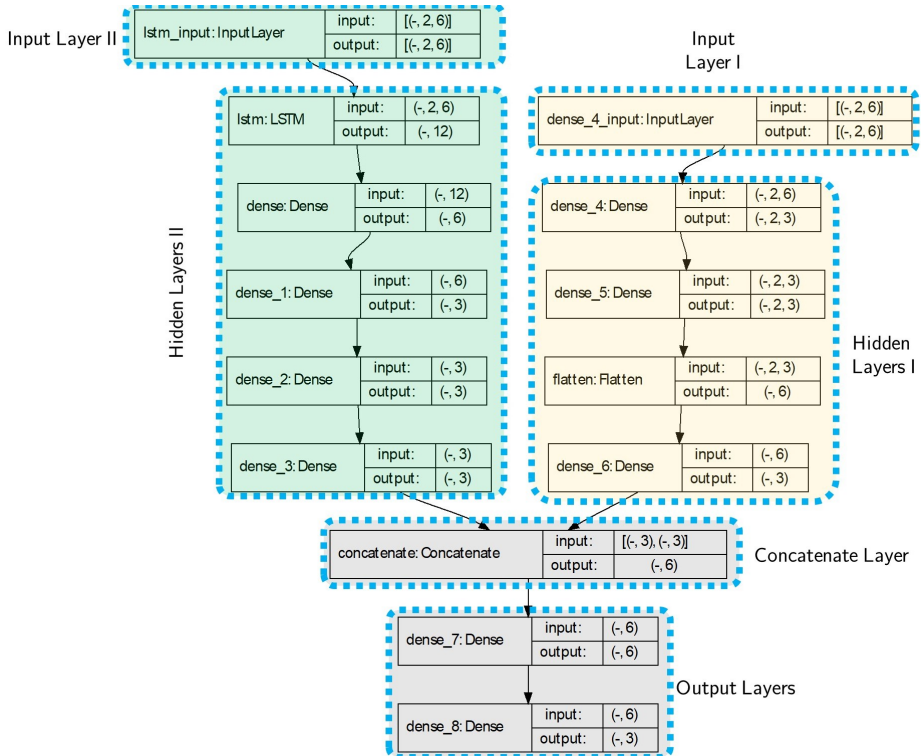 Input Layer II
lstm_input: InputLayer
input: [(-, 2, 6)]
output: [(-, 2, 6)]
Input
Layer I
lstm: LSTM
input: (-, 2, 6)
output: (-, 12)
dense_4_input: InputLayer
input: [(-, 2, 6)]
output: [(-, 2, 6)]
Hidden Layers II
dense: Dense
input: (-, 12)
output: (-, 6)
dense_4: Dense
input: (-, 2, 6)
output: (-, 2, 3)
dense_1: Dense
input: (-, 6)
output: (-, 3)
dense_5: Dense
input: (-, 2, 3)
output: (-, 2, 3)
dense_2: Dense
input: (-, 3)
output: (-, 3)
flatten: Flatten
input: (-, 2, 3)
output: (-, 6)
Hidden
Layers I
dense_3: Dense
input: (-, 3)
output: (-, 3)
dense_6: Dense
input: (-, 6)
output: (-, 3)
concatenate: Concatenate
input: [(-, 3), (-, 3)]
output: (-, 6)
Concatenate Layer
dense_7: Dense
input: (-, 6)
output: (-, 6)
Output Layers
dense_8: Dense
input: (-, 6)
output: (-, 3)